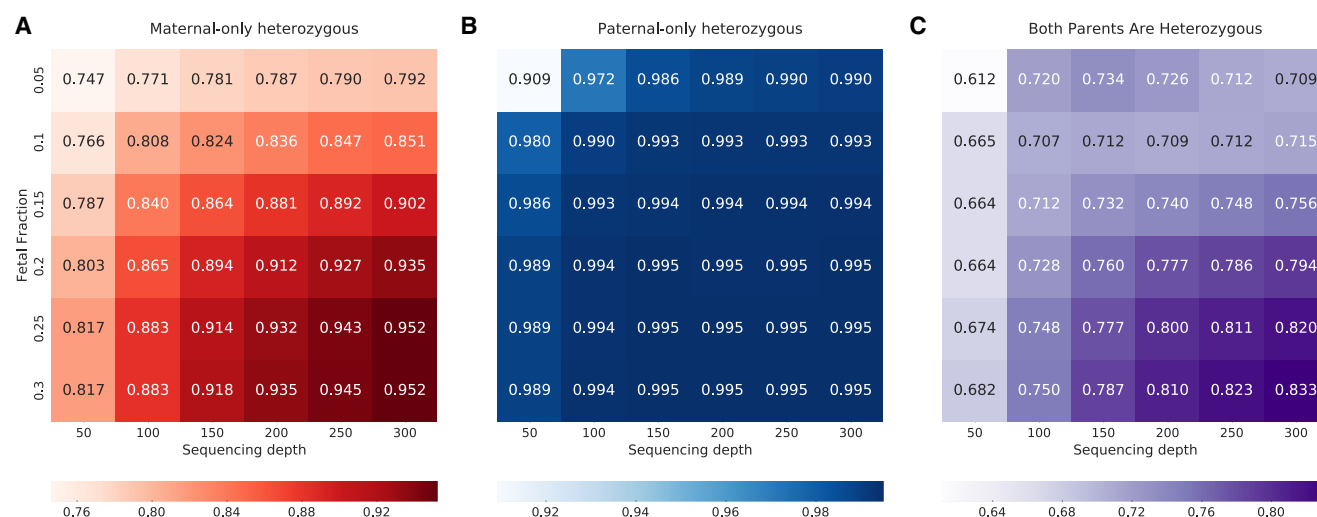 A Maternal-only heterozygous
B Paternal-only heterozygous
C Both Parents Are Heterozygous
Fetal Fraction
0.05 0.747 0.771 0.781 0.787 0.790 0.792
0.1 0.766 0.808 0.824 0.836 0.847 0.851
0.15 0.787 0.840 0.864 0.881 0.892 0.902
0.2 0.803 0.865 0.894 0.912 0.927 0.935
0.25 0.817 0.883 0.914 0.932 0.943 0.952
0.3 0.817 0.883 0.918 0.935 0.945 0.952
50 100 150 200 250 300
Sequencing depth
0.76 0.80 0.84 0.88 0.92
0.909 0.972 0.986 0.989 0.990 0.990
0.980 0.990 0.993 0.993 0.993 0.993
0.986 0.993 0.994 0.994 0.994 0.994
0.989 0.994 0.995 0.995 0.995 0.995
0.989 0.994 0.995 0.995 0.995 0.995
0.989 0.994 0.995 0.995 0.995 0.995
50 100 150 200 250 300
Sequencing depth
0.92 0.94 0.96 0.98
0.612 0.720 0.734 0.726 0.712 0.709
0.665 0.707 0.712 0.709 0.712 0.715
0.664 0.712 0.732 0.740 0.748 0.756
0.664 0.728 0.760 0.777 0.786 0.794
0.674 0.748 0.777 0.800 0.811 0.820
0.682 0.750 0.787 0.810 0.823 0.833
50 100 150 200 250 300
Sequencing depth
0.64 0.68 0.72 0.76 0.80